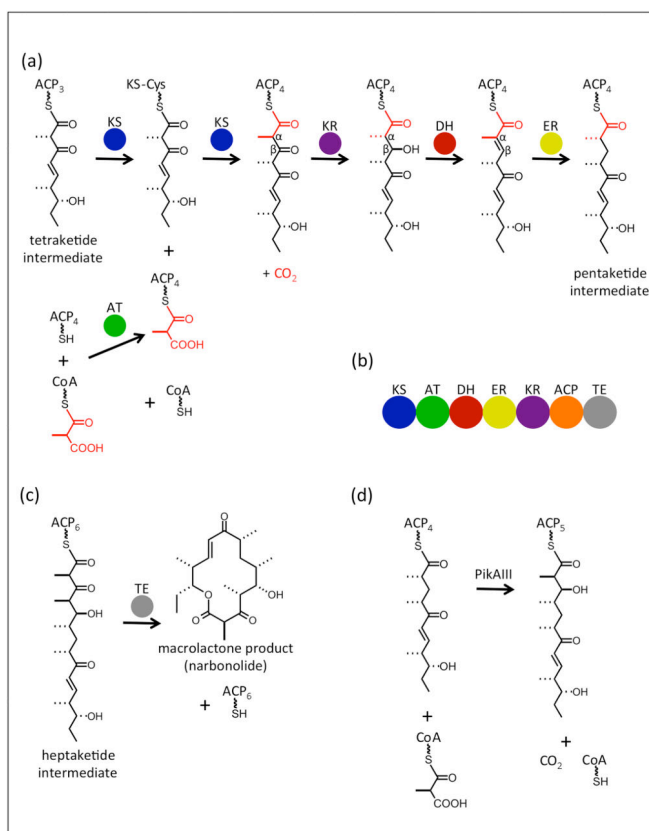 (a)
ACP3 KS-Cys ACP4 ACP4 ACP4 ACP4
S S S S S S
KS KS KR DH ER
O O O O O O
α α α
β β β
O O O OH
O O O O
OH OH OH OH OH OH
tetraketide
intermediate
+
+ CO2
pentaketide
intermediate
ACP4
S
ACP4
SH
AT
O
COOH
+
CoA
S
O
COOH
+ CoA
SH
(b)
KS AT DH ER KR ACP TE
(c)
ACP6
S
O
O
OH
O
OH
heptaketide
intermediate
TE
O
OH
O
O
O
macrolactone product
(narbonolide)
+ ACP6
SH
(d)
ACP4
S
O
O
OH
+
CoA
S
O
COOH
PikAIII
ACP5
S
O
OH
O
OH
+
CO2 CoA
SH